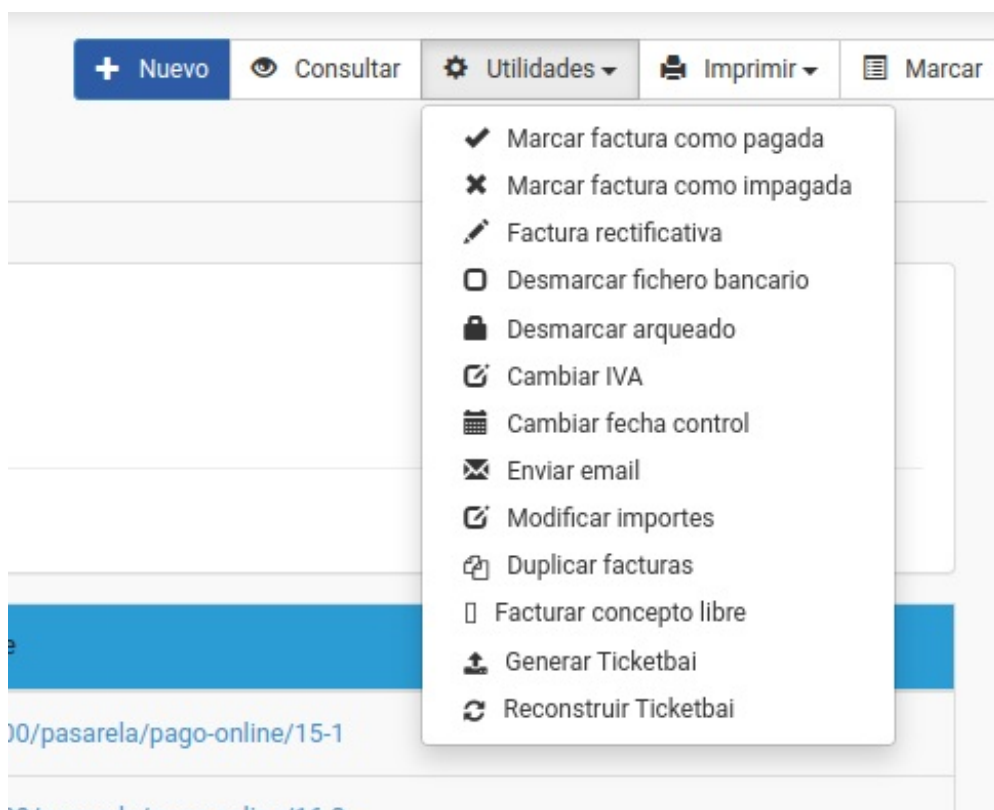 Nuevo Consultar Utilidades Imprimir Marcar
Marcar factura como pagada
Marcar factura como impagada
Factura rectificativa
Desmarcar fichero bancario
Desmarcar arqueado
Cambiar IVA
Cambiar fecha control
Enviar email
Modificar importes
Duplicar facturas
Facturar concepto libre
Generar Ticketbai
Reconstruir Ticketbai
00/pasarela/pago-online/15-1